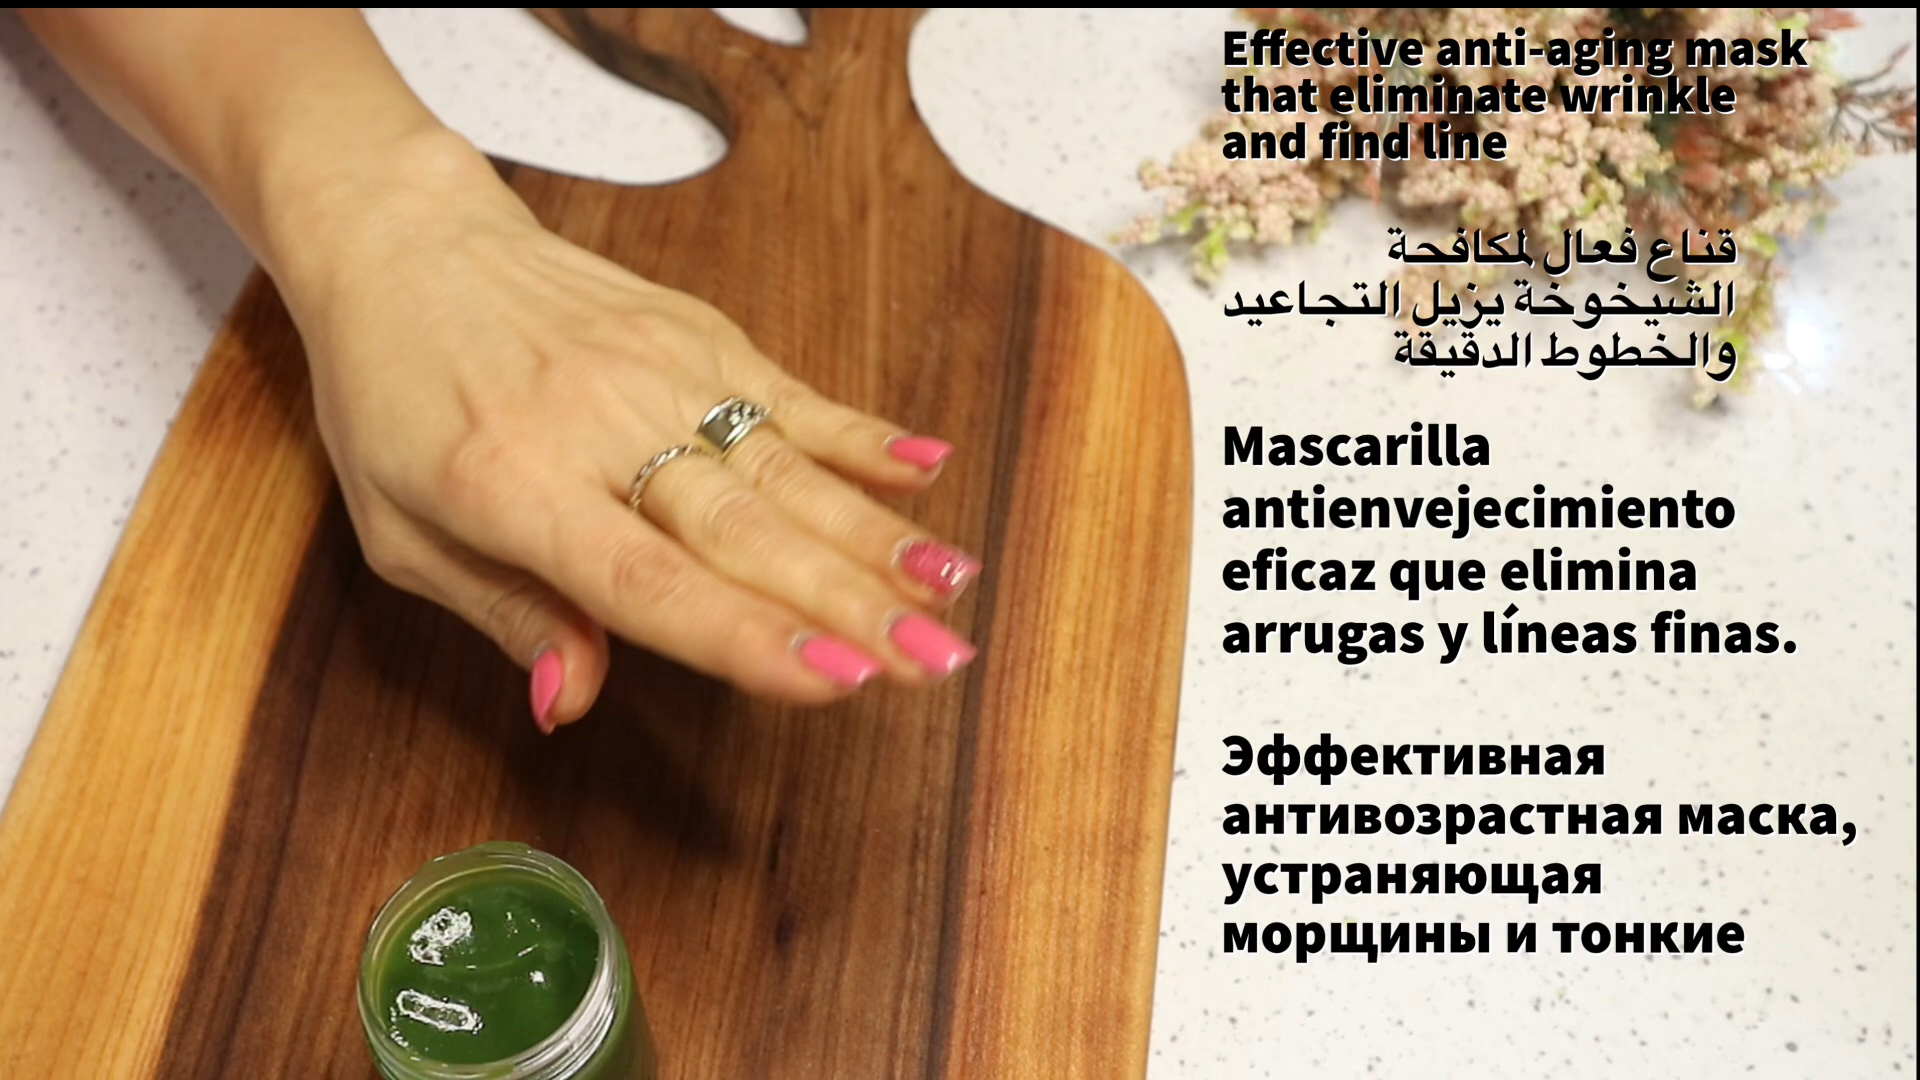 Effective anti-aging mask
that eliminate wrinkle
and find line
قناع فعال لمكافحة
الشيخوخة يزيل التجاعيد
والخطوط الدقيقة
Mascarilla
antienvejecimiento
eficaz que elimina
arrugas y líneas finas.
Эффективная
антивозрастная маска,
устраняющая
морщины и тонкие